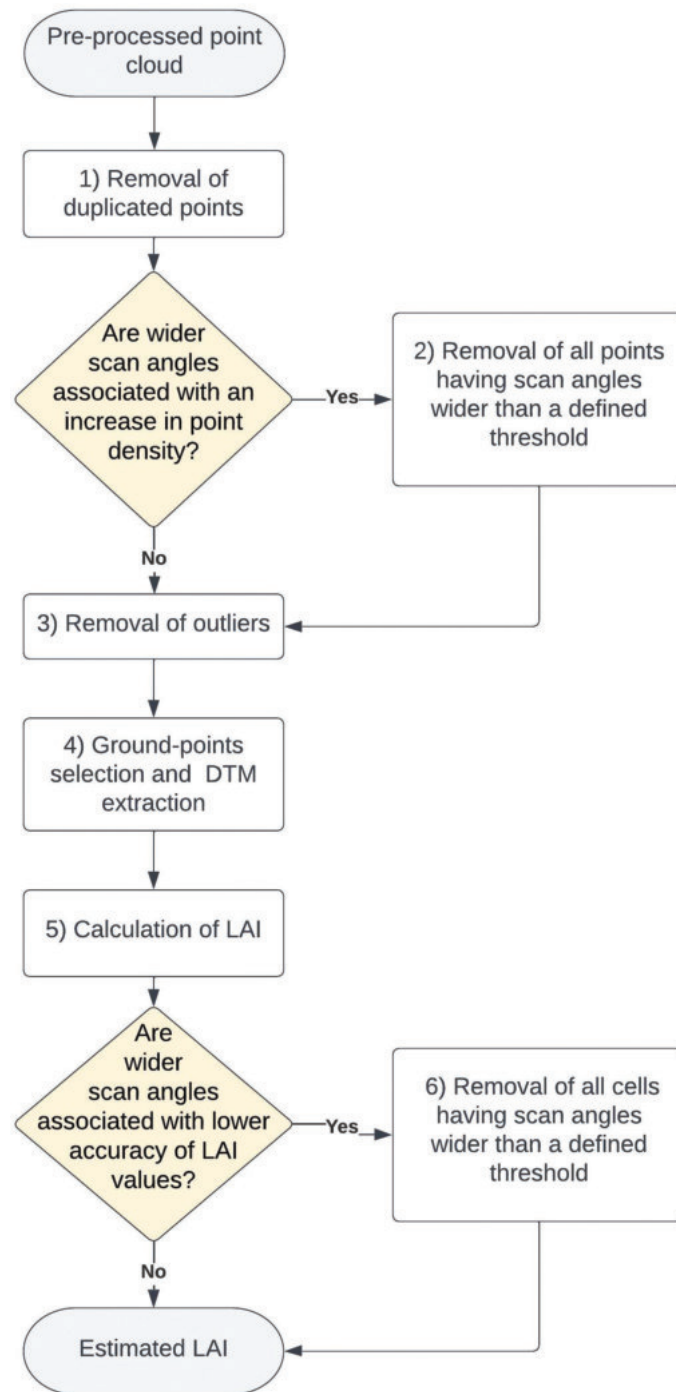 Pre-processed point
cloud
1) Removal of
duplicated points
Are wider
scan angles
associated with an
increase in point
density?
Yes
2) Removal of all points
having scan angles
wider than a defined
threshold
No
3) Removal of outliers
4) Ground-points
selection and DTM
extraction
5) Calculation of LAI
Are
wider
scan angles
associated with lower
accuracy of LAI
values?
Yes
6) Removal of all cells
having scan angles
wider than a defined
threshold
No
Estimated LAI